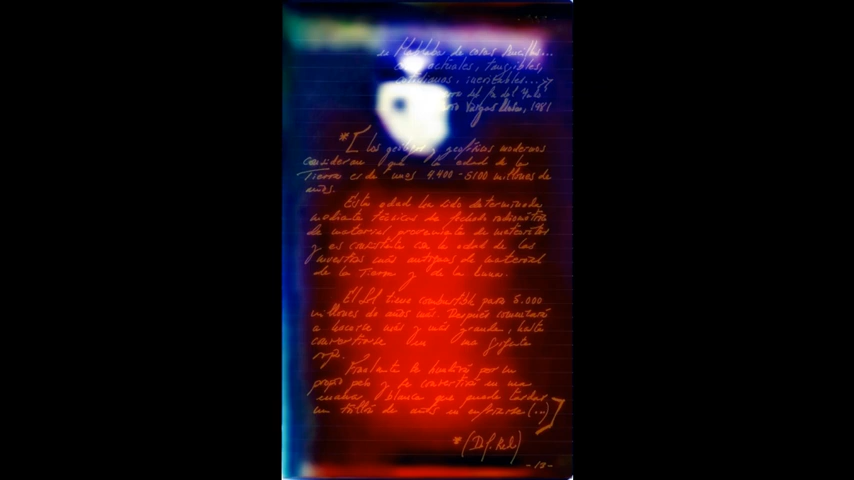 Hablaba de cosas sencillas...
actuales, tangibles,
cotidianas, inevitables...
Vargas Llosa, 1981
*[ los geólogos y geofísicos modernos
consideran que la edad de la
Tierra es de unos 4.400 - 5100 millones de
años.
Esta edad ha sido determinada
mediante técnicas de fechado radiométrico
de material proveniente de meteoritos
y es consistente con la edad de las
muestras más antiguas de material
de la Tierra y de la Luna.
El Sol tiene combustible para 5.000
millones de años más. Después comenzará
a hacerse más y más grande, hasta
convertirse en una gigante
roja.
Finalmente se hundirá por su
propio peso y se convertirá en una
enana blanca que puede tardar
un trillón de años en enfriarse (...)]
*(
- 13 -